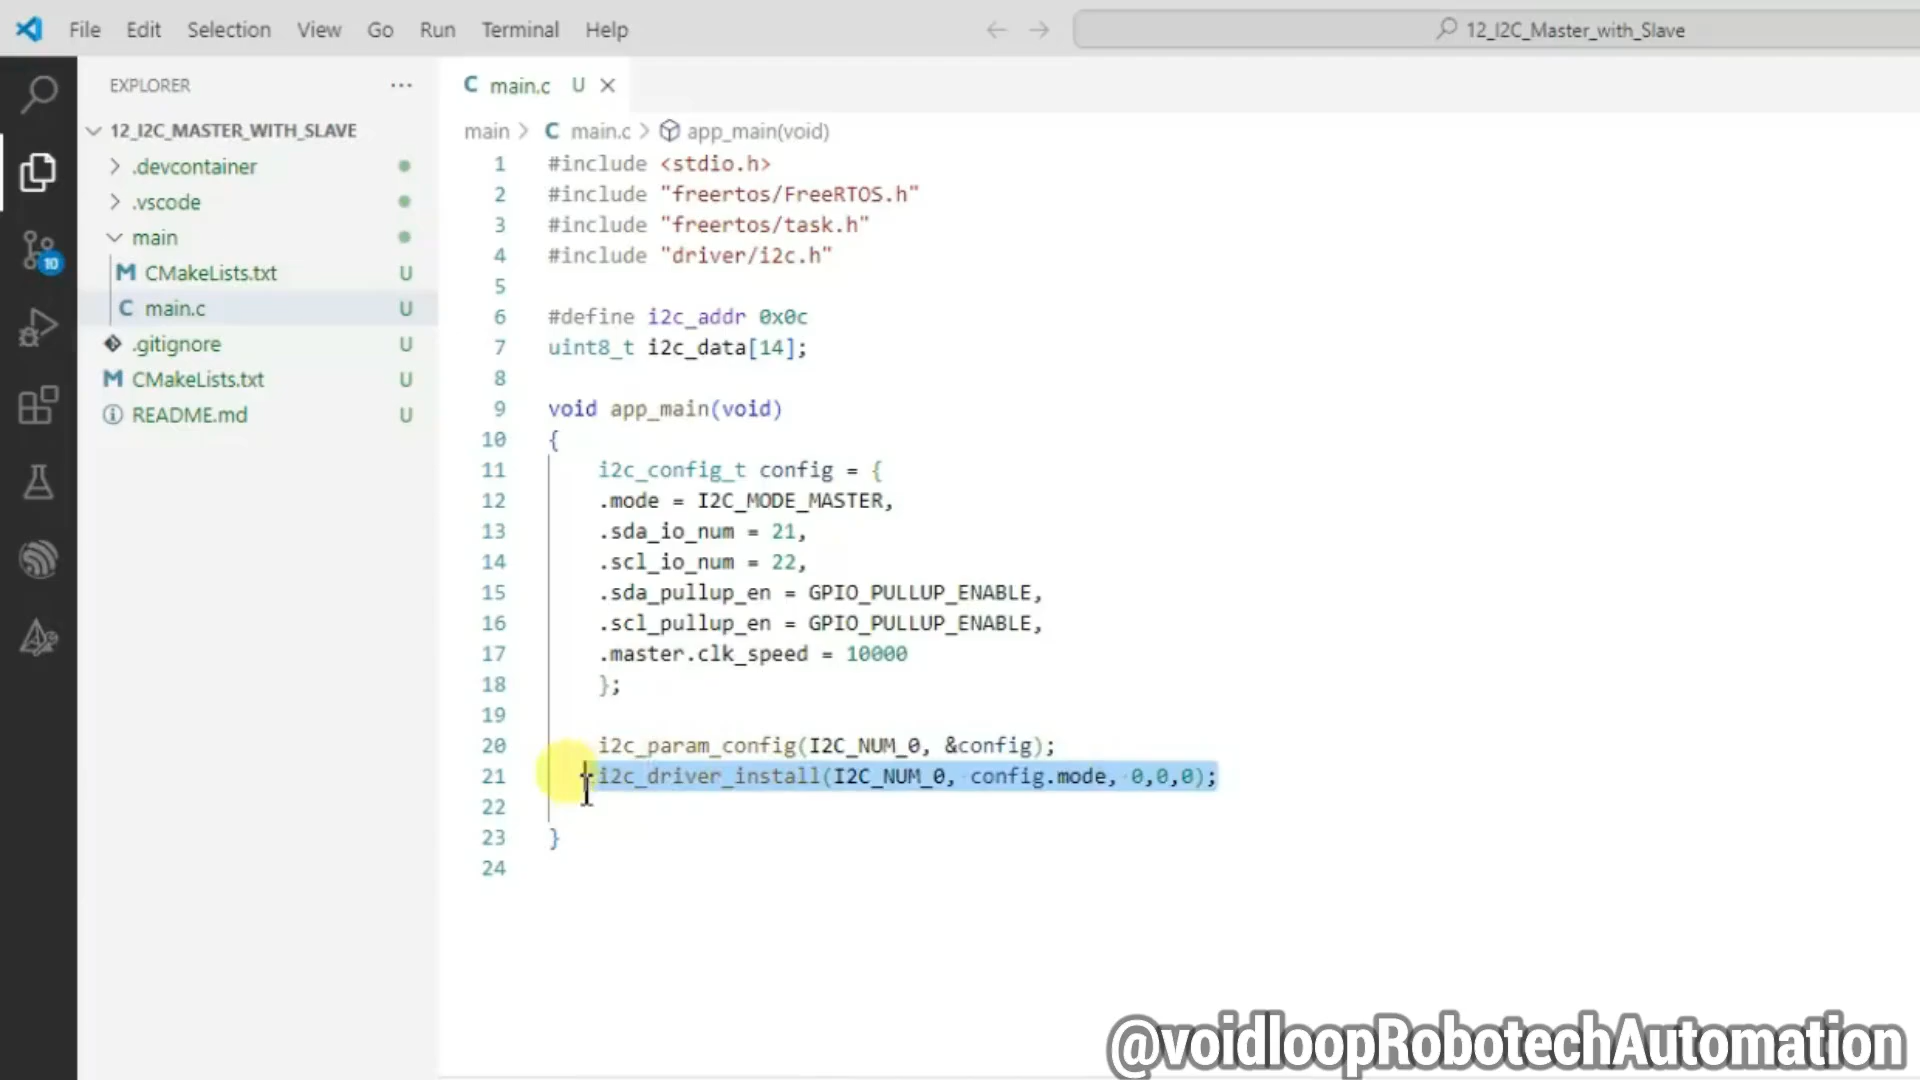 File Edit Selection View Go Run Terminal Help
12_I2C_Master_with_Slave
EXPLORER
12_I2C_MASTER_WITH_SLAVE
.devcontainer
.vscode
main
CMakeLists.txt U
main.c U
.gitignore U
CMakeLists.txt U
README.md U
10
main.c U
main > main.c > app_main(void)
1 #include <stdio.h>
2 #include "freertos/FreeRTOS.h"
3 #include "freertos/task.h"
4 #include "driver/i2c.h"
5
6 #define i2c_addr 0x0c
7 uint8_t i2c_data[14];
8
9 void app_main(void)
10 {
11 i2c_config_t config = {
12 .mode = I2C_MODE_MASTER,
13 .sda_io_num = 21,
14 .scl_io_num = 22,
15 .sda_pullup_en = GPIO_PULLUP_ENABLE,
16 .scl_pullup_en = GPIO_PULLUP_ENABLE,
17 .master.clk_speed = 10000
18 };
19
20 i2c_param_config(I2C_NUM_0, &config);
21 i2c_driver_install(I2C_NUM_0, config.mode, 0,0,0);
22
23 }
24
@voidloopRobotechAutomation